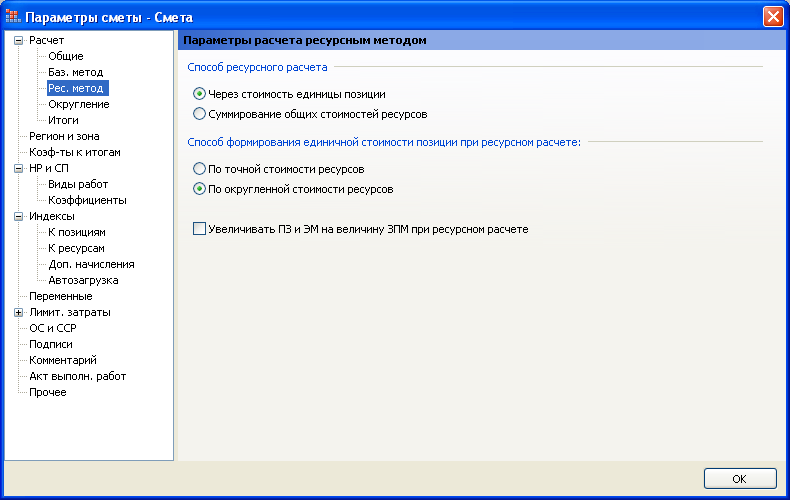 Параметры сметы - Смета
Расчет
Общие
Баз. метод
Рес. метод
Округление
Итоги
Регион и зона
Коэф-ты к итогам
НР и СП
Виды работ
Коэффициенты
Индексы
К позициям
К ресурсам
Доп. начисления
Автозагрузка
Переменные
Лимит. затраты
ОС и ССР
Подписи
Комментарий
Акт выполн. работ
Прочее
Параметры расчета ресурсным методом
Способ ресурсного расчета
Через стоимость единицы позиции
Суммирование общих стоимостей ресурсов
Способ формирования единичной стоимости позиции при ресурсном расчете:
По точной стоимости ресурсов
По округленной стоимости ресурсов
Увеличивать ПЗ и ЭМ на величину ЗПМ при ресурсном расчете
OK